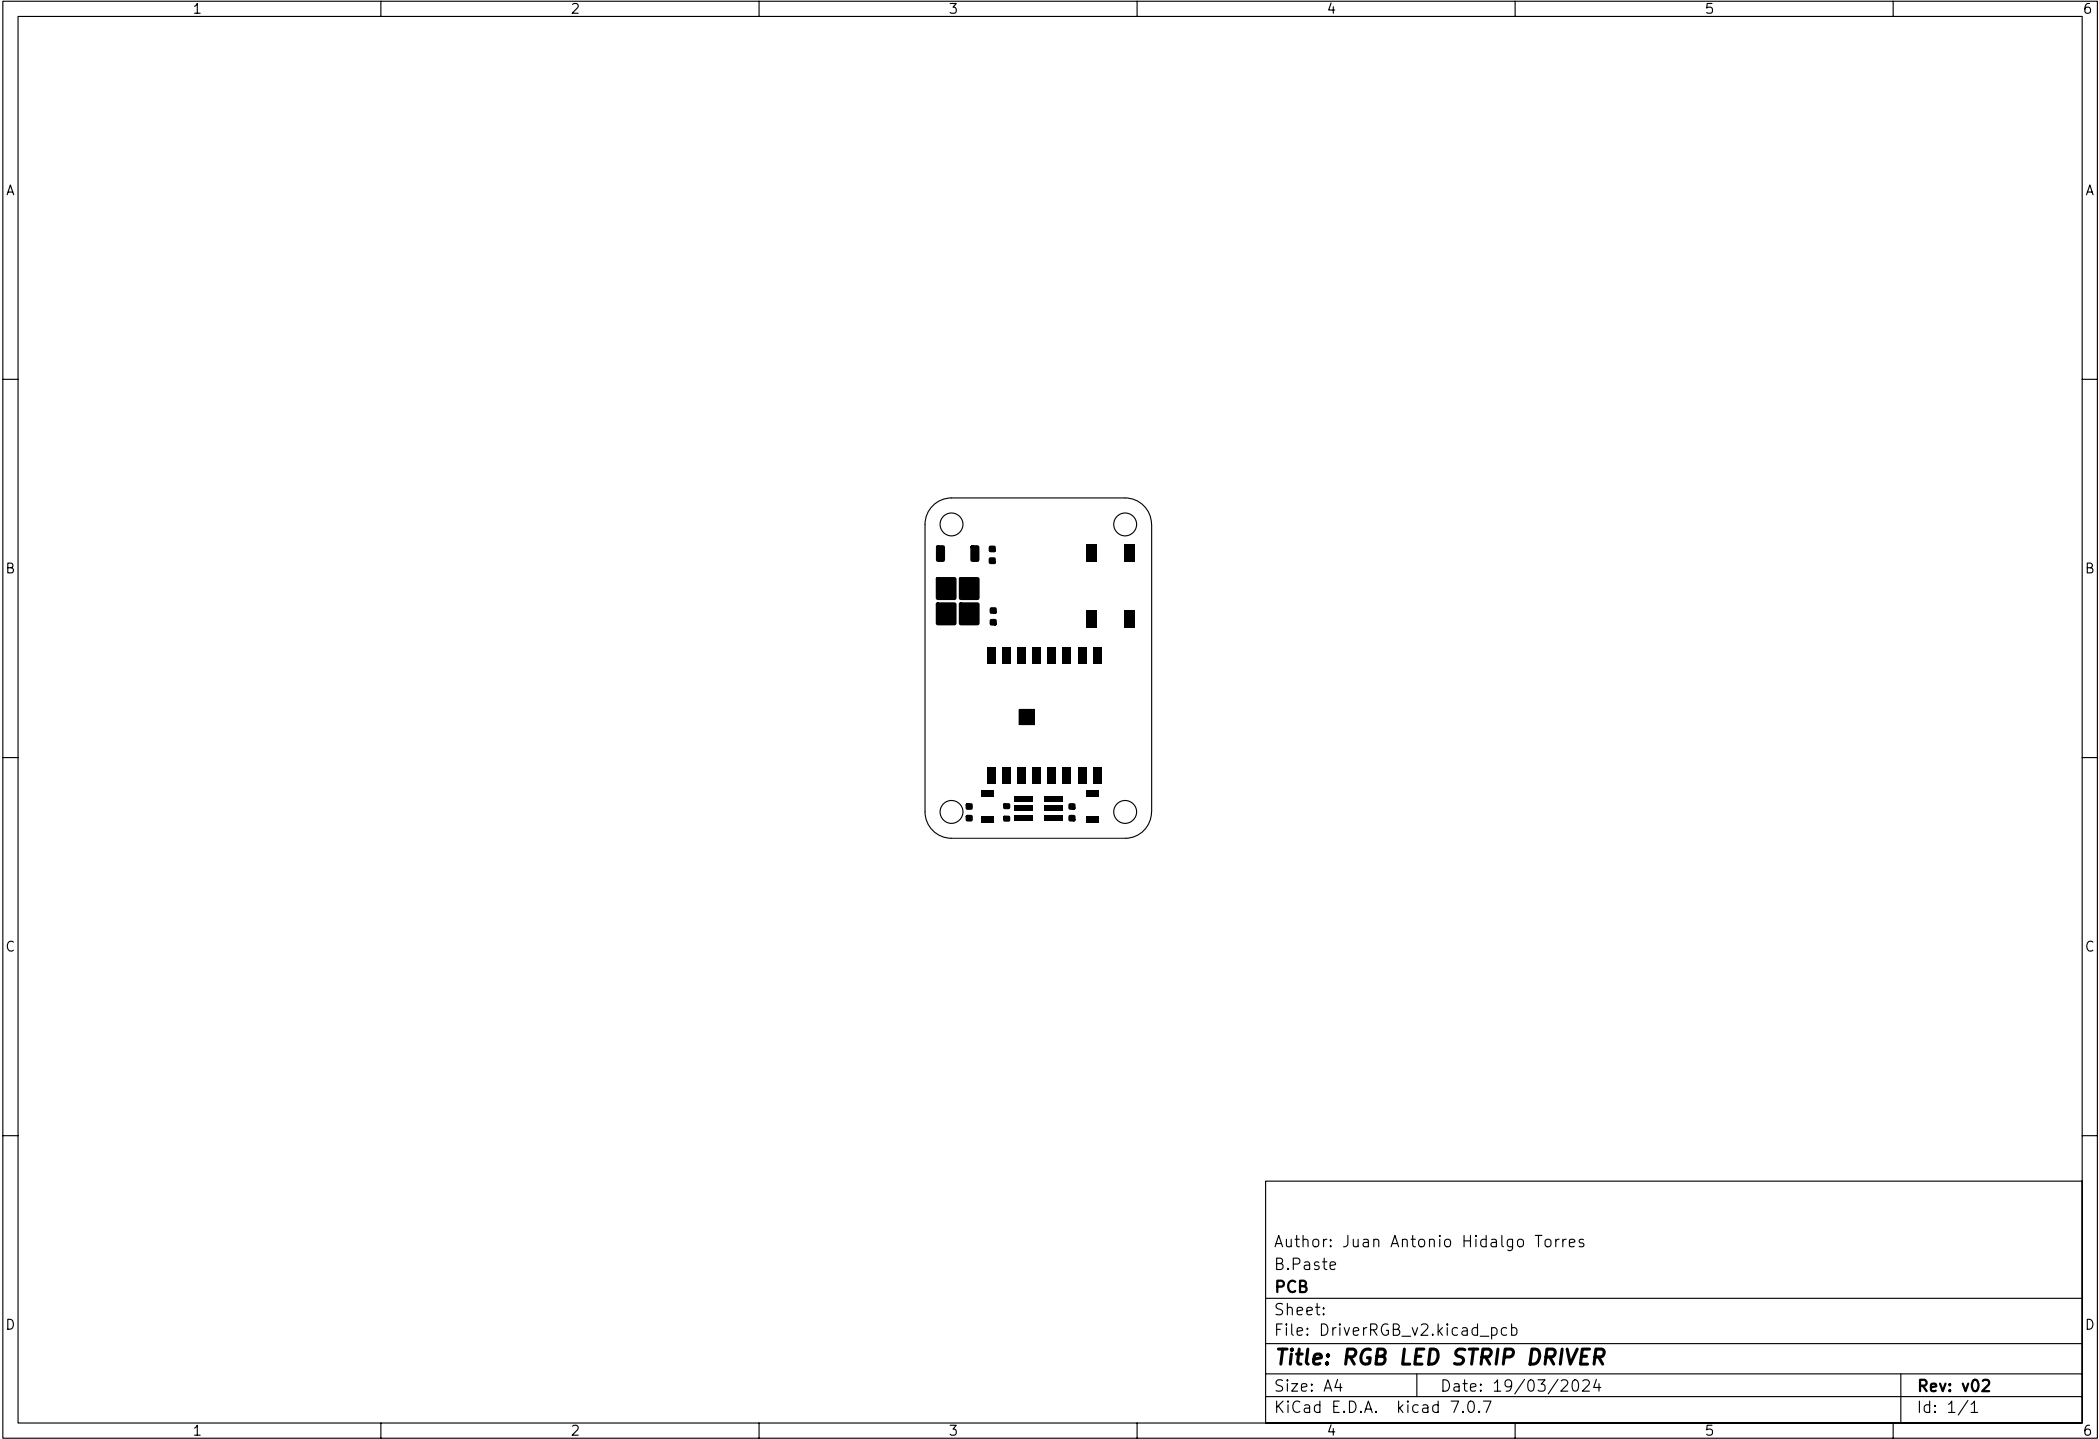 1 2 3 4 5 6
A A
B B
C C
D D
Author: Juan Antonio Hidalgo Torres
B.Paste
PCB
Sheet:
File: DriverRGB_v2.kicad_pcb
Title: RGB LED STRIP DRIVER
Size: A4 Date: 19/03/2024 Rev: v02
KiCad E.D.A. kicad 7.0.7 Id: 1/1
1 2 3 4 5 6